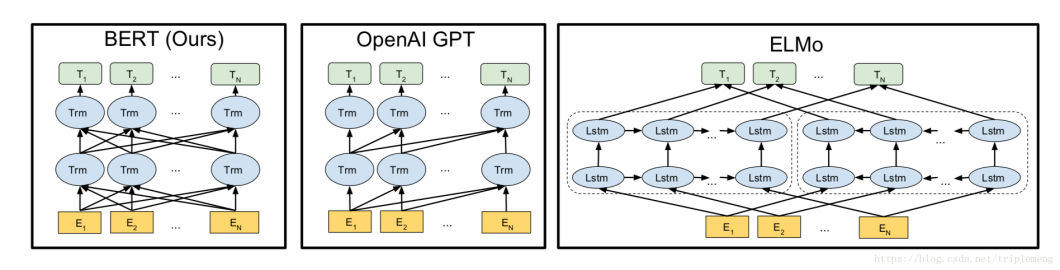 BERT (Ours)
T1 T2 ... TN
Trm Trm ... Trm
Trm Trm ... Trm
E1 E2 ... EN
OpenAI GPT
T1 T2 ... TN
Trm Trm ... Trm
Trm Trm ... Trm
E1 E2 ... EN
ELMo
T1 T2 ... TN
Lstm Lstm ... Lstm Lstm Lstm ... Lstm
Lstm Lstm ... Lstm Lstm Lstm ... Lstm
E1 E2 ... EN
https://blog.csdn.net/triplemeng